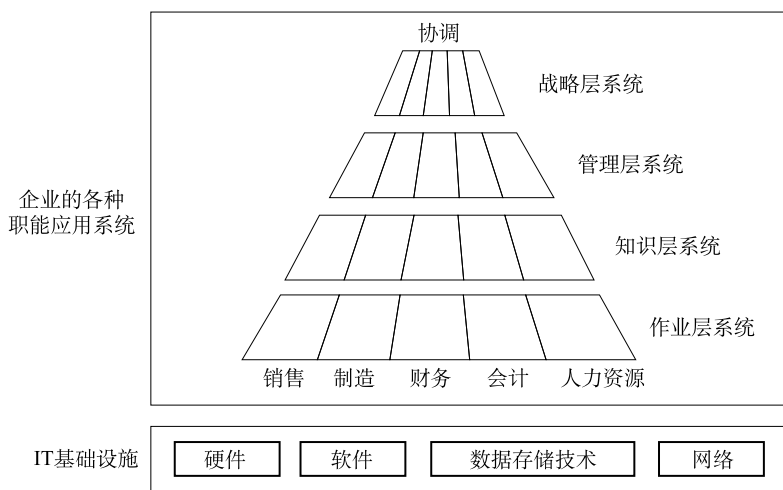 协调
战略层系统
管理层系统
企业的各种
职能应用系统
知识层系统
作业层系统
销售 制造 财务 会计 人力资源
IT基础设施 硬件 软件 数据存储技术 网络